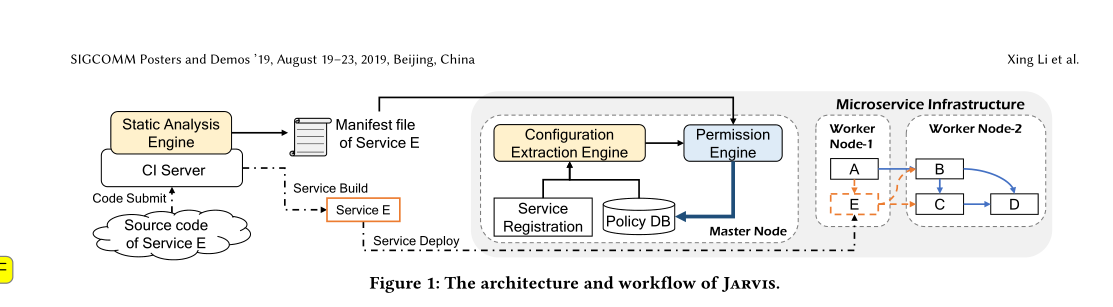 SIGCOMM Posters and Demos ’19, August 19–23, 2019, Beijing, China
Xing Li et al.
Static Analysis
Engine
CI Server
Code Submit
Source code
of Service E
Manifest file
of Service E
Service Build
Service E
Service Deploy
Microservice Infrastructure
Configuration
Extraction Engine
Permission
Engine
Service
Registration
Policy DB
Master Node
Worker
Node-1
A
E
Worker Node-2
B
C
D
F
Figure 1: The architecture and workflow of Jarvis.